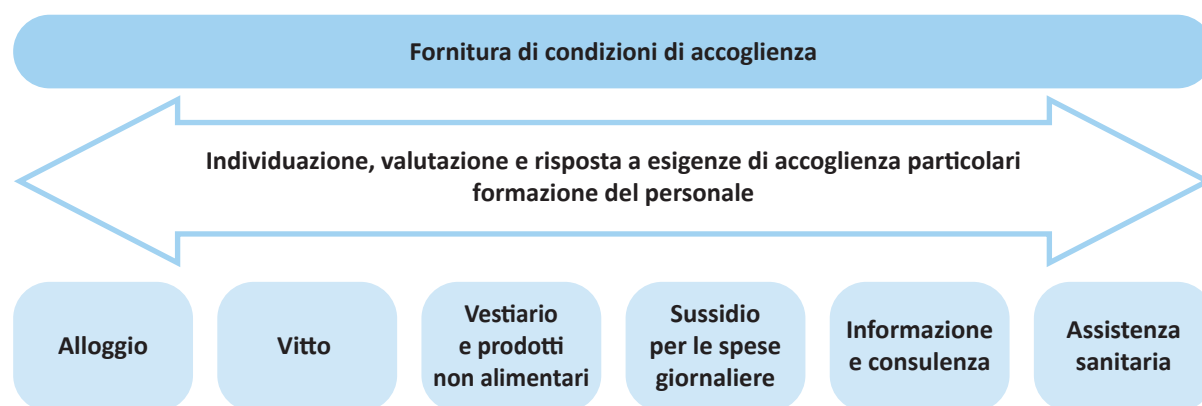 Fornitura di condizioni di accoglienza
Individuazione, valutazione e risposta a esigenze di accoglienza particolari
formazione del personale
Alloggio
Vitto
Vestiario
e prodotti
non alimentari
Sussidio
per le spese
giornaliere
Informazione
e consulenza
Assistenza
sanitaria